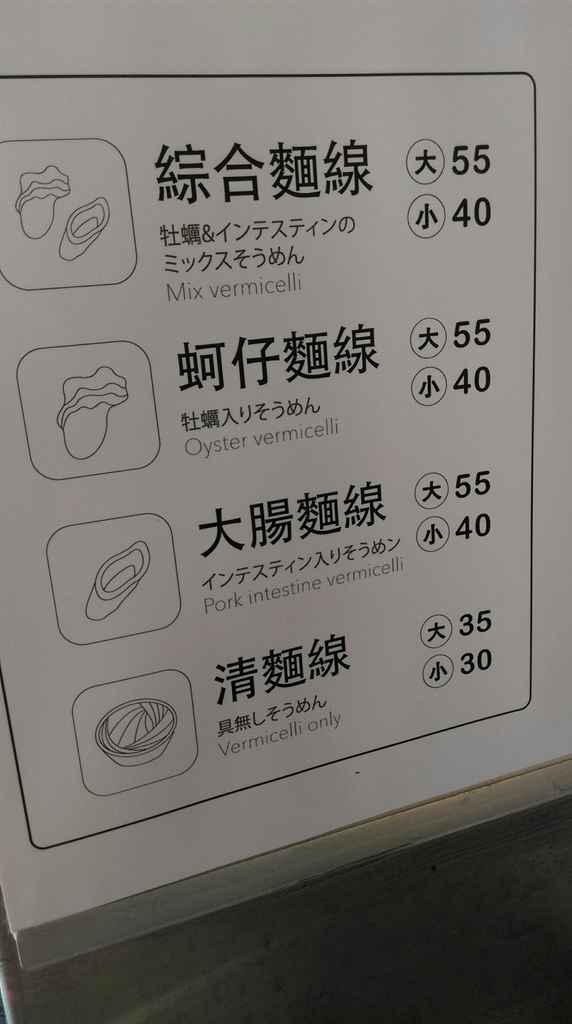 綜合麵線 大 55
小 40
牡蠣&インテスティンの
ミックスそうめん
Mix vermicelli
蚵仔麵線 大 55
小 40
牡蠣入りそうめん
Oyster vermicelli
大腸麵線 大 55
小 40
インテスティン入りそうめン
Pork intestine vermicelli
清麵線 大 35
小 30
具無しそうめん
Vermicelli only